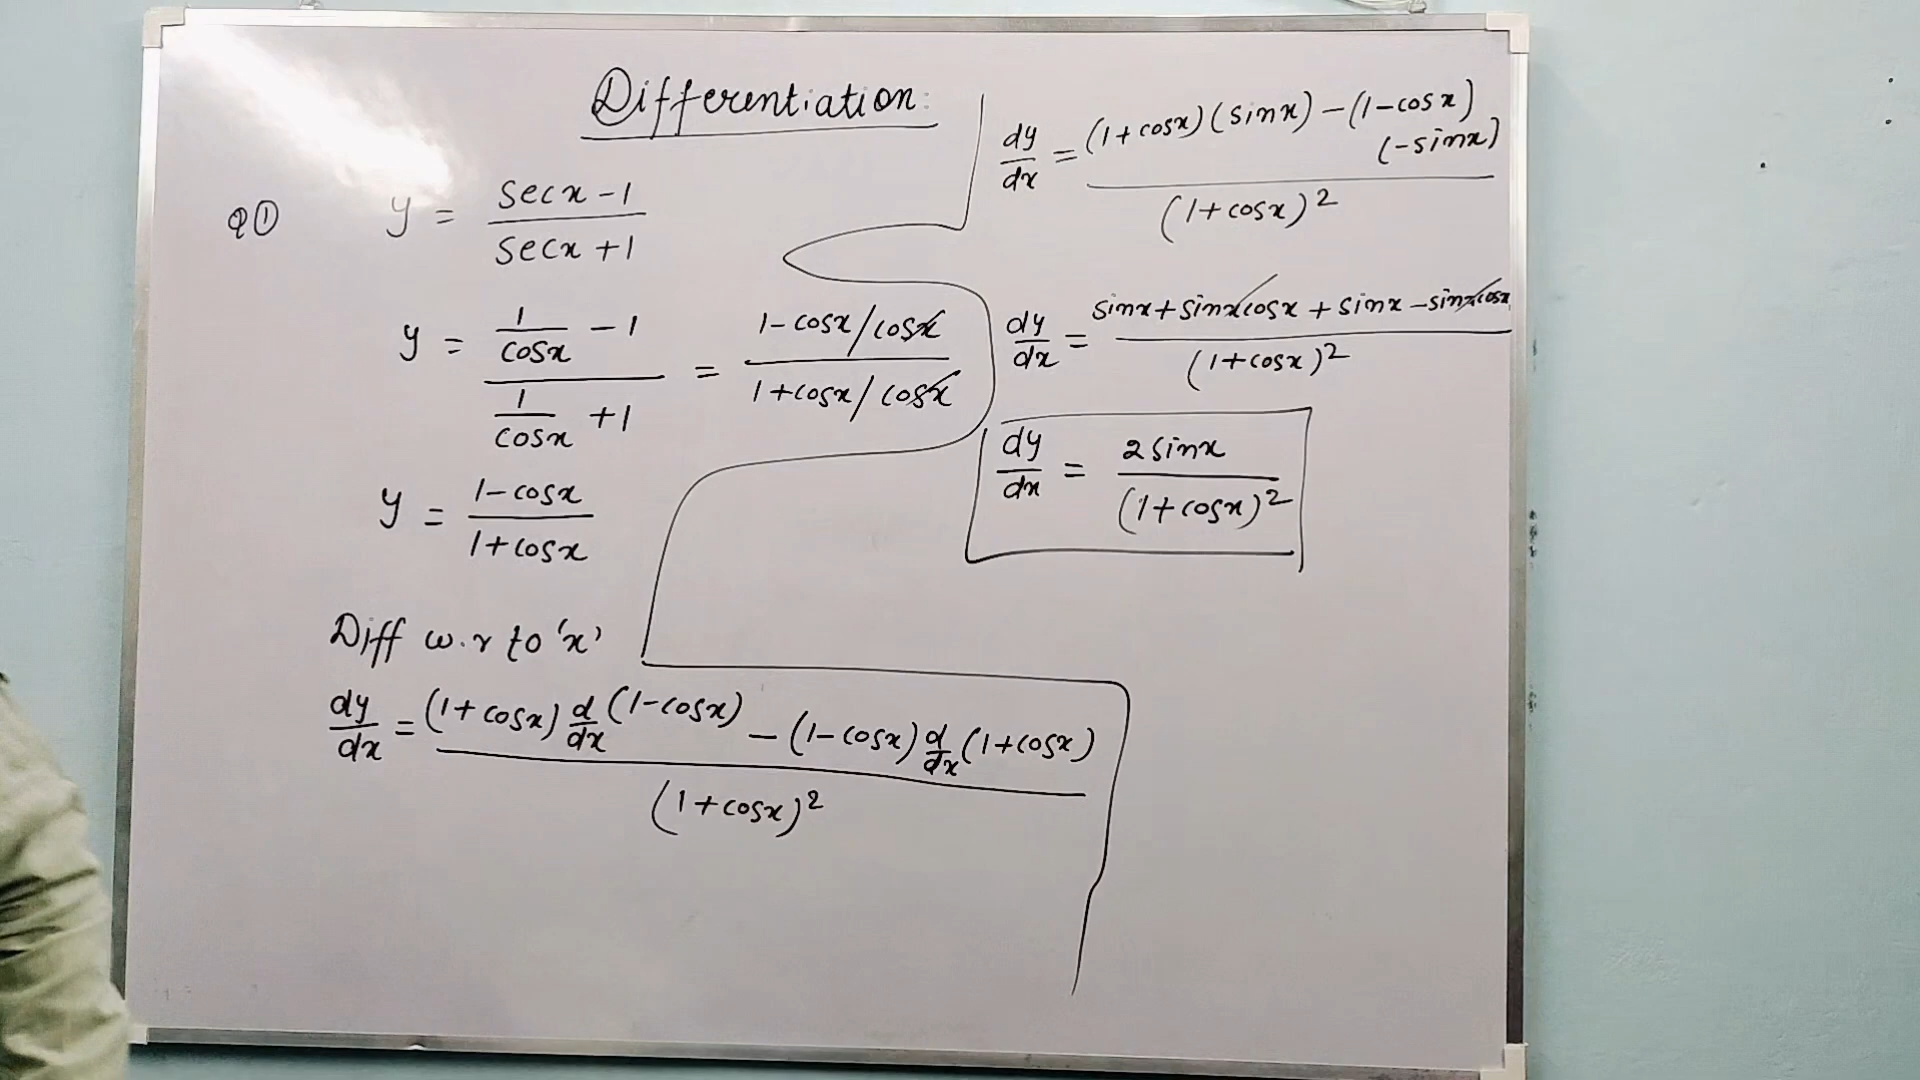 Differentiation:
Q① y = secx-1 / secx+1
y = 1/cosx - 1 / 1/cosx + 1 = 1-cosx/cosx / 1+cosx/cosx
y = 1-cosx / 1+cosx
Diff w.r to 'x'
dy/dx = (1+cosx) d/dx (1-cosx) - (1-cosx) d/dx (1+cosx) / (1+cosx)²
dy/dx = (1+cosx)(sinx) - (1-cosx)(-sinx) / (1+cosx)²
dy/dx = sinx + sinxcosx + sinx - sinxcosx / (1+cosx)²
dy/dx = 2sinx / (1+cosx)²